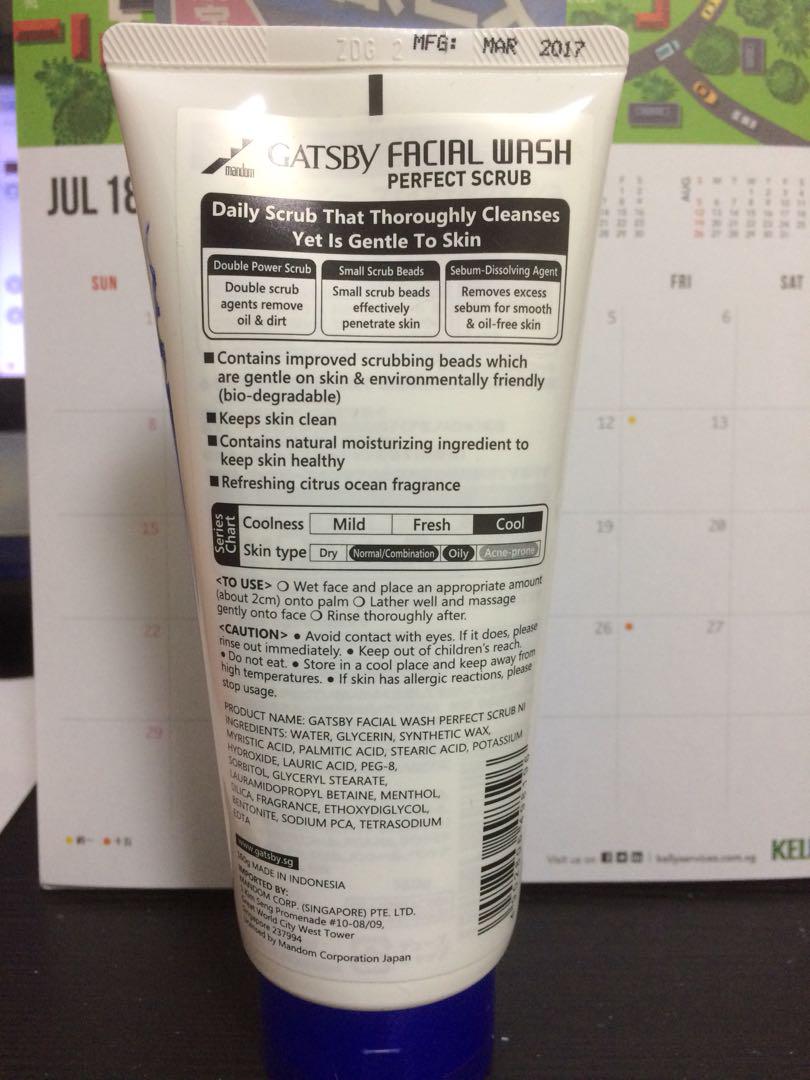 ZDG 2 MFG: MAR 2017
mandom GATSBY FACIAL WASH
PERFECT SCRUB
Daily Scrub That Thoroughly Cleanses
Yet Is Gentle To Skin
Double Power Scrub
Double scrub
agents remove
oil & dirt
Small Scrub Beads
Small scrub beads
effectively
penetrate skin
Sebum-Dissolving Agent
Removes excess
sebum for smooth
& oil-free skin
■ Contains improved scrubbing beads which
are gentle on skin & environmentally friendly
(bio-degradable)
■ Keeps skin clean
■ Contains natural moisturizing ingredient to
keep skin healthy
■ Refreshing citrus ocean fragrance
Series
Chart
Coolness Mild Fresh Cool
Skin type Dry Normal/Combination Oily Acne-prone
<TO USE> ❍ Wet face and place an appropriate amount
(about 2cm) onto palm ❍ Lather well and massage
gently onto face ❍ Rinse thoroughly after.
<CAUTION> • Avoid contact with eyes. If it does, please
rinse out immediately. • Keep out of children's reach.
• Do not eat. • Store in a cool place and keep away from
high temperatures. • If skin has allergic reactions, please
stop usage.
PRODUCT NAME: GATSBY FACIAL WASH PERFECT SCRUB NI
INGREDIENTS: WATER, GLYCERIN, SYNTHETIC WAX,
MYRISTIC ACID, PALMITIC ACID, STEARIC ACID, POTASSIUM
HYDROXIDE, LAURIC ACID, PEG-8,
SORBITOL, GLYCERYL STEARATE,
LAURAMIDOPROPYL BETAINE, MENTHOL,
SILICA, FRAGRANCE, ETHOXYDIGLYCOL,
BENTONITE, SODIUM PCA, TETRASODIUM
EDTA
www.gatsby.sg
MADE IN INDONESIA
IMPORTED BY:
MANDOM CORP. (SINGAPORE) PTE. LTD.
Kim Seng Promenade #10-08/09,
Great World City West Tower
Singapore 237994
Licensed by Mandom Corporation Japan
JUL 18
AUG
SUN FRI SAT
5 6
8 12 13
15 19 20
22 26 27
29
Visit us on kellyservices.com.sg
KEL